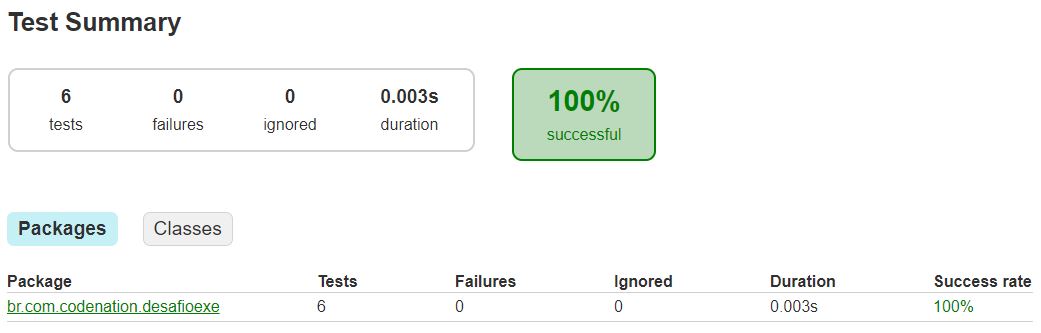 Test Summary
6 0 0 0.003s 100%
tests failures ignored duration successful
Packages Classes
Package Tests Failures Ignored Duration Success rate
br.com.codenation.desafioexe 6 0 0 0.003s 100%